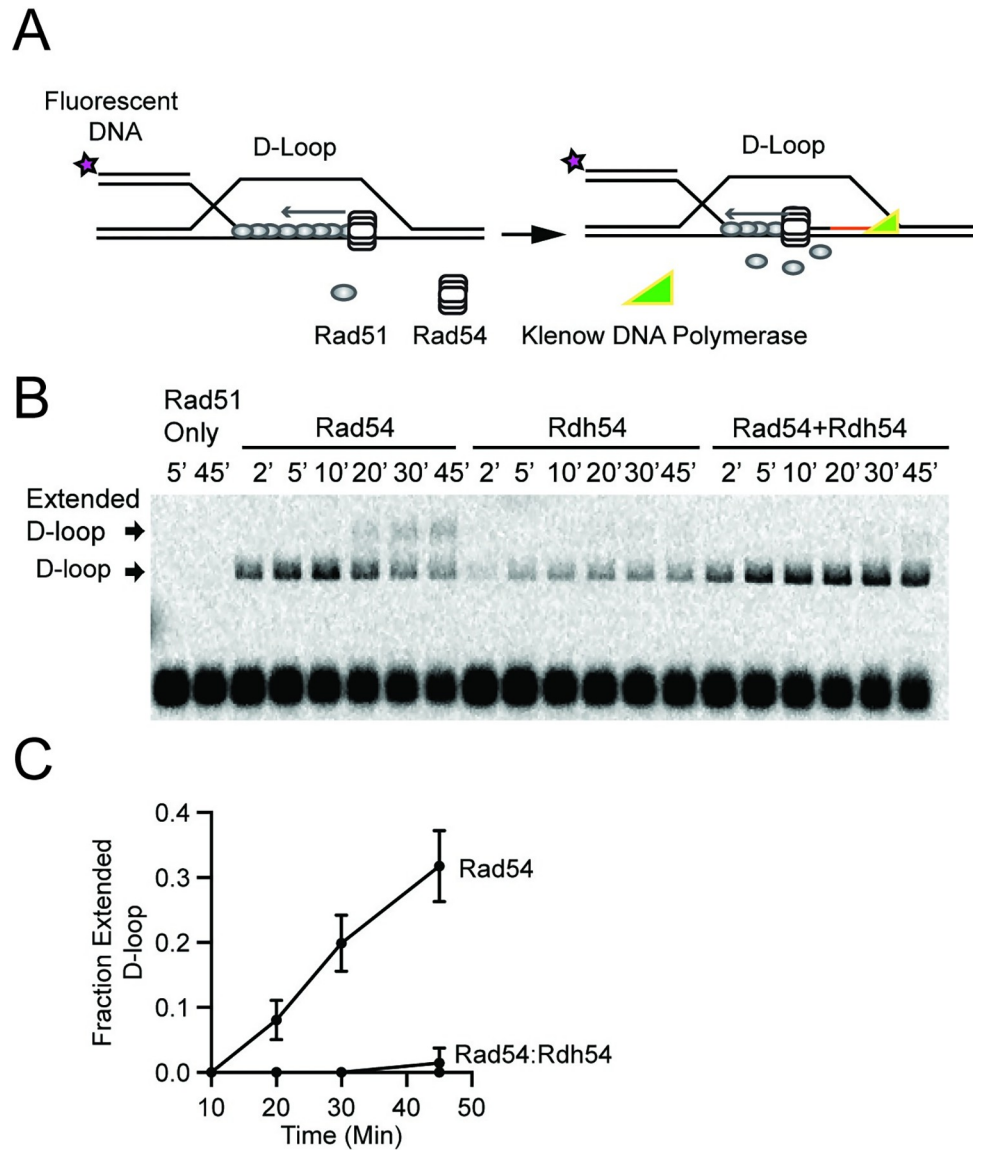 A
Fluorescent
DNA
D-Loop
D-Loop
Rad51
Rad54
Klenow DNA Polymerase
B
Rad51
Only
Rad54
Rdh54
Rad54+Rdh54
5’ 45’ 2’ 5’ 10’ 20’ 30’ 45’ 2’ 5’ 10’ 20’ 30’ 45’ 2’ 5’ 10’ 20’ 30’ 45’
Extended
D-loop
D-loop
C
Fraction Extended
D-loop
0.4
0.3
0.2
0.1
0.0
Rad54
Rad54:Rdh54
10 20 30 40 50
Time (Min)